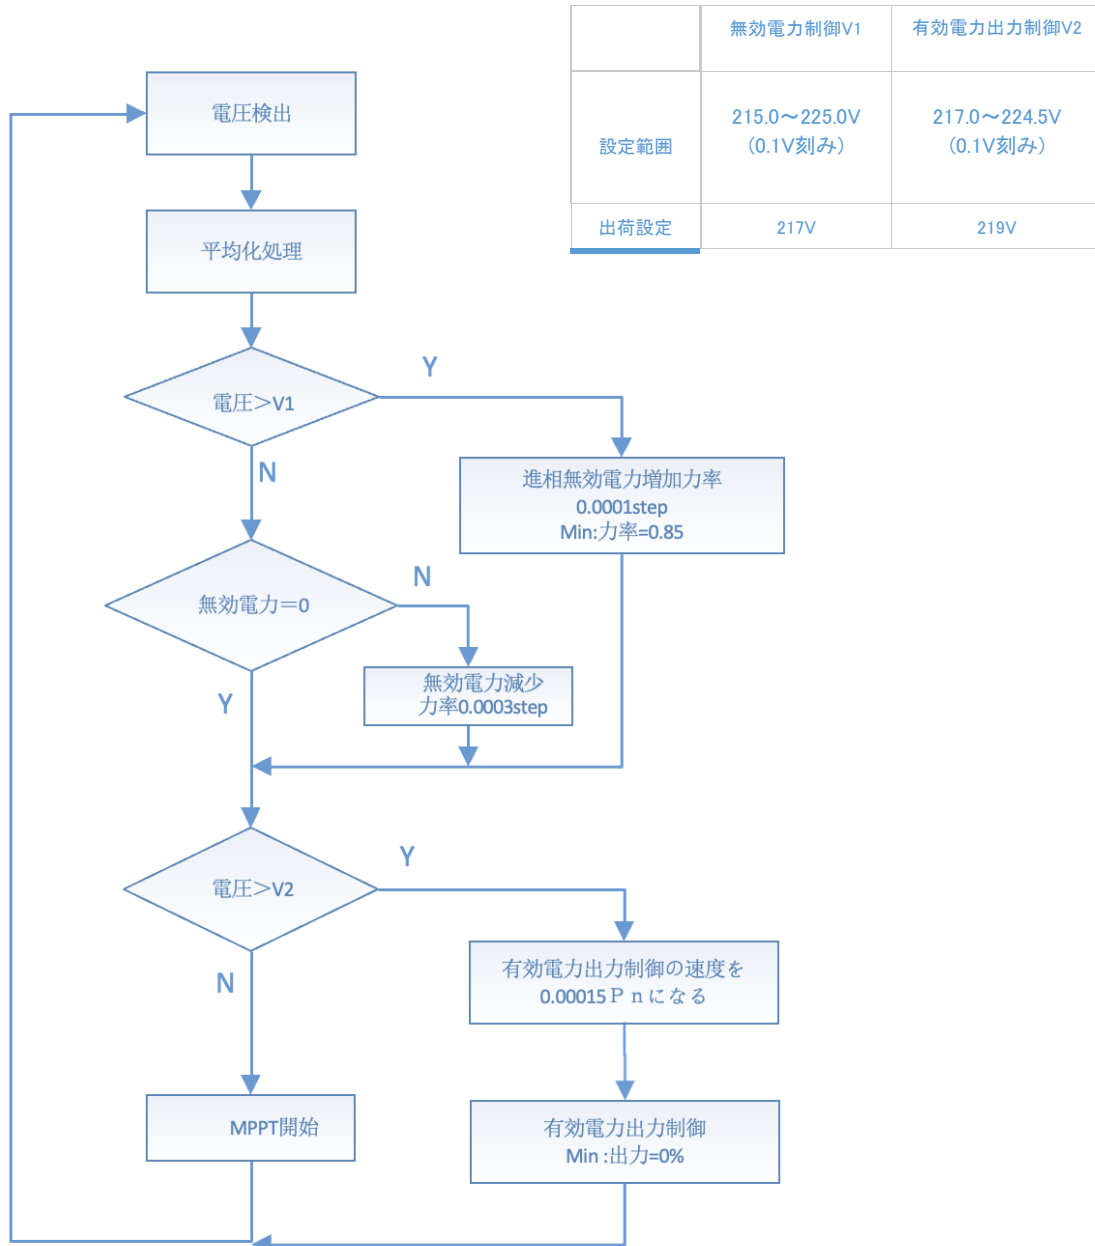 無効電力制御V1
有効電力出力制御V2
設定範囲
215.0～225.0V
（0.1V刻み）
217.0～224.5V
（0.1V刻み）
出荷設定
217V
219V
電圧検出
平均化処理
電圧＞V1
Y
N
進相無効電力増加力率
0.0001step
Min:力率=0.85
無効電力＝0
N
Y
無効電力減少
力率0.0003step
電圧＞V2
Y
N
有効電力出力制御の速度を
0.00015Ｐｎになる
MPPT開始
有効電力出力制御
Min :出力=0%